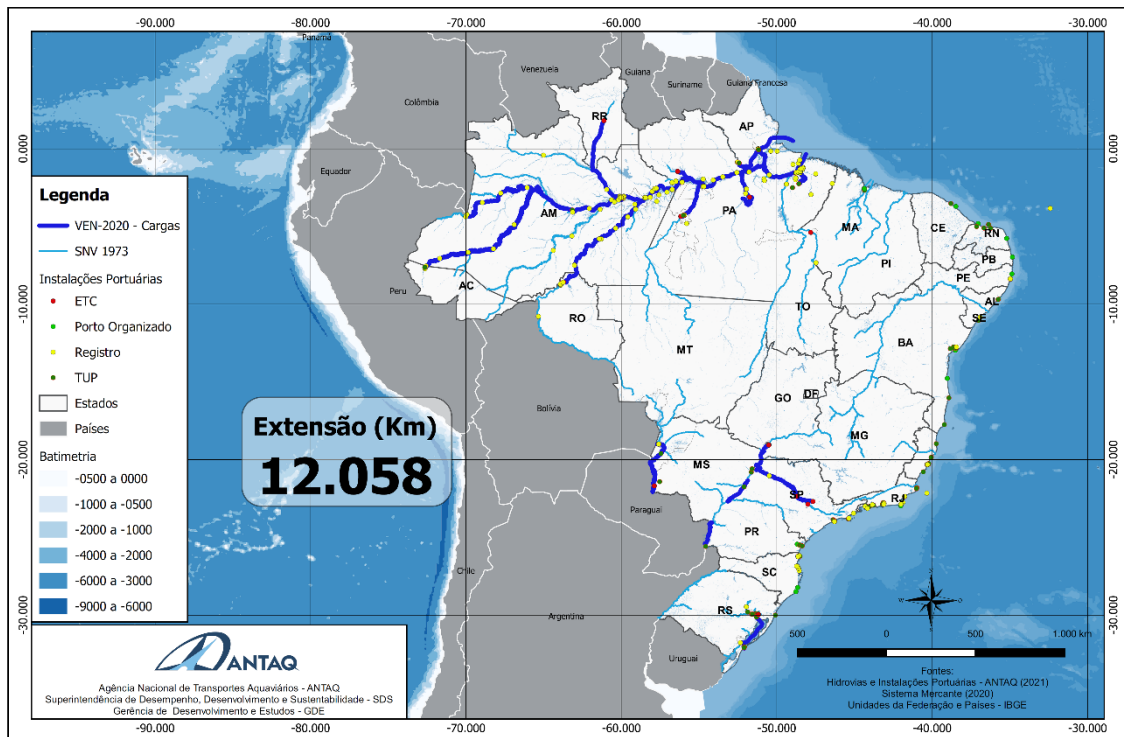 -90.000 -80.000 -70.000 -60.000 -50.000 -40.000 -30.000
Panamá
Venezuela
Guiana
Suriname
Guiana Francesa
Colômbia
RR
AP
0.000 0.000
Equador
Legenda
VEN-2020 - Cargas
SNV 1973
Instalações Portuárias
ETC
Porto Organizado
Registro
TUP
Estados
Países
Batimetria
-0500 a 0000
-1000 a -0500
-2000 a -1000
-4000 a -2000
-6000 a -3000
-9000 a -6000
AM
PA
MA
CE
RN
PB
PE
PI
AL
SE
Peru
AC
-10.000 -10.000
RO
TO
BA
MT
Bolívia
GO
DF
MG
Extensão (Km)
12.058
-20.000 -20.000
MS
SP
RJ
Paraguai
PR
SC
Chile
RS
-30.000 -30.000
Argentina
Uruguai
500 0 500 1.000 km
ANTAQ
Agência Nacional de Transportes Aquaviários - ANTAQ
Superintendência de Desempenho, Desenvolvimento e Sustentabilidade - SDS
Gerência de Desenvolvimento e Estudos - GDE
Fontes:
Hidrovias e Instalações Portuárias - ANTAQ (2021)
Sistema Mercante (2020)
Unidades da Federação e Países - IBGE
-90.000 -80.000 -70.000 -60.000 -50.000 -40.000 -30.000